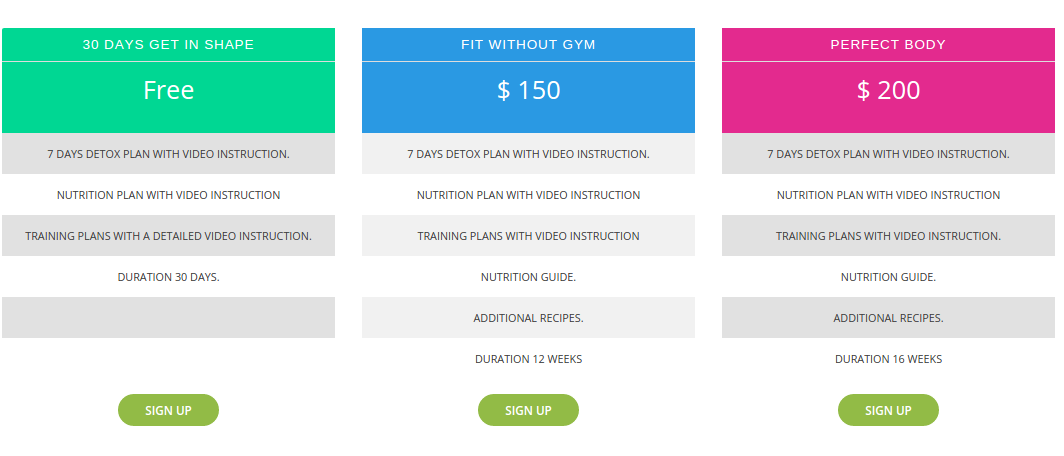 30 DAYS GET IN SHAPE
Free
7 DAYS DETOX PLAN WITH VIDEO INSTRUCTION.
NUTRITION PLAN WITH VIDEO INSTRUCTION
TRAINING PLANS WITH A DETAILED VIDEO INSTRUCTION.
DURATION 30 DAYS.
SIGN UP
FIT WITHOUT GYM
$ 150
7 DAYS DETOX PLAN WITH VIDEO INSTRUCTION.
NUTRITION PLAN WITH VIDEO INSTRUCTION
TRAINING PLANS WITH VIDEO INSTRUCTION
NUTRITION GUIDE.
ADDITIONAL RECIPES.
DURATION 12 WEEKS
SIGN UP
PERFECT BODY
$ 200
7 DAYS DETOX PLAN WITH VIDEO INSTRUCTION.
NUTRITION PLAN WITH VIDEO INSTRUCTION
TRAINING PLANS WITH VIDEO INSTRUCTION.
NUTRITION GUIDE.
ADDITIONAL RECIPES.
DURATION 16 WEEKS
SIGN UP